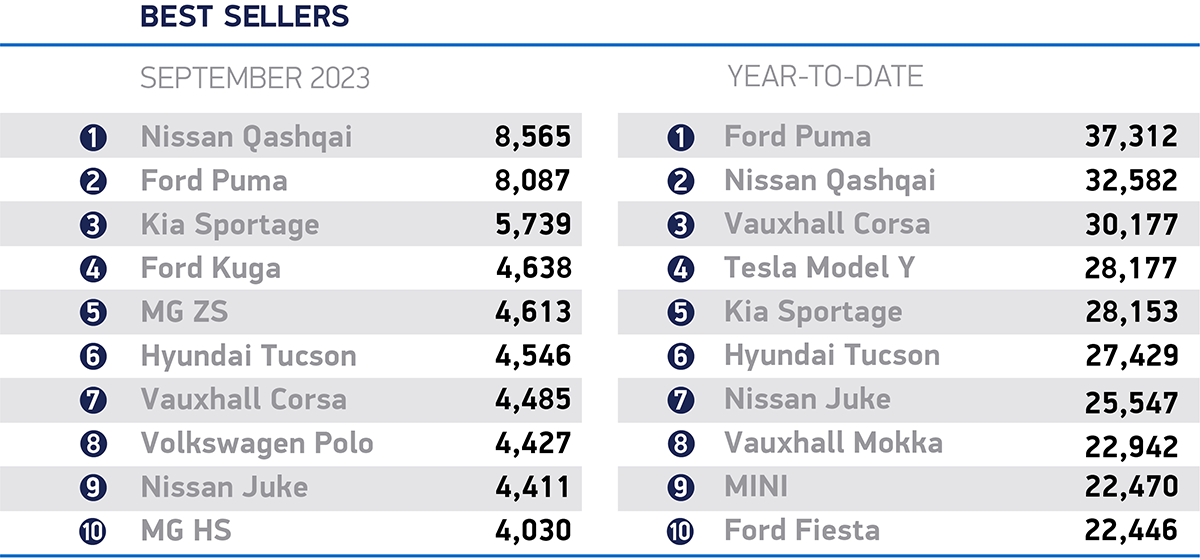 BEST SELLERS
SEPTEMBER 2023
1 Nissan Qashqai 8,565
2 Ford Puma 8,087
3 Kia Sportage 5,739
4 Ford Kuga 4,638
5 MG ZS 4,613
6 Hyundai Tucson 4,546
7 Vauxhall Corsa 4,485
8 Volkswagen Polo 4,427
9 Nissan Juke 4,411
10 MG HS 4,030
YEAR-TO-DATE
1 Ford Puma 37,312
2 Nissan Qashqai 32,582
3 Vauxhall Corsa 30,177
4 Tesla Model Y 28,177
5 Kia Sportage 28,153
6 Hyundai Tucson 27,429
7 Nissan Juke 25,547
8 Vauxhall Mokka 22,942
9 MINI 22,470
10 Ford Fiesta 22,446